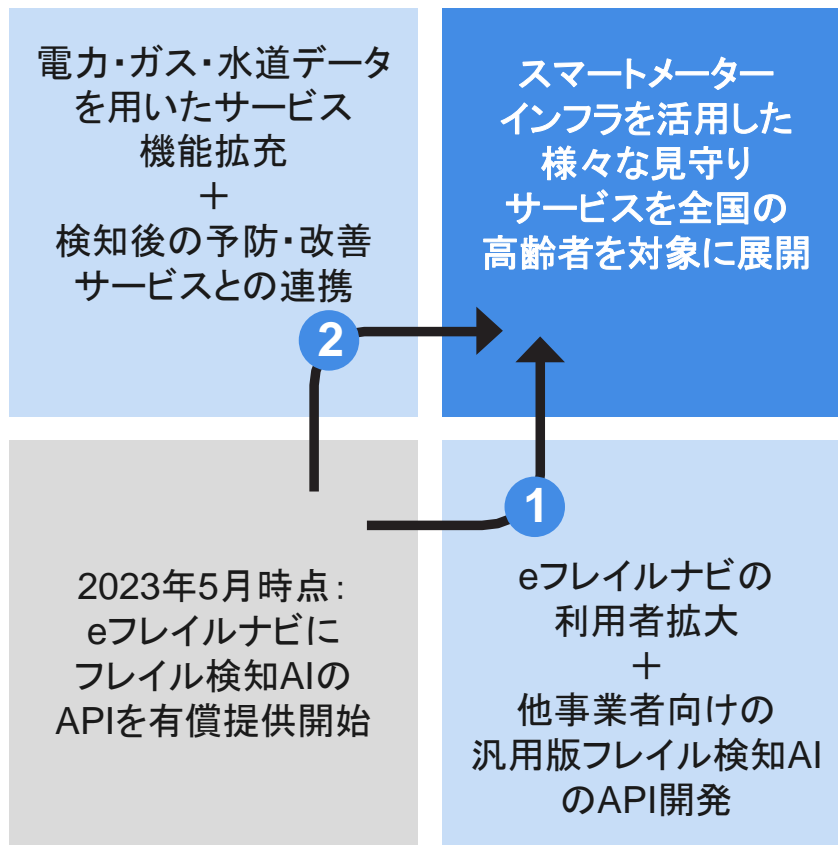 電力・ガス・水道データ
を用いたサービス
機能拡充
＋
検知後の予防・改善
サービスとの連携
スマートメーター
インフラを活用した
様々な見守り
サービスを全国の
高齢者を対象に展開
2
1
2023年5月時点：
eフレイルナビに
フレイル検知AIの
APIを有償提供開始
eフレイルナビの
利用者拡大
＋
他事業者向けの
汎用版フレイル検知AI
のAPI開発